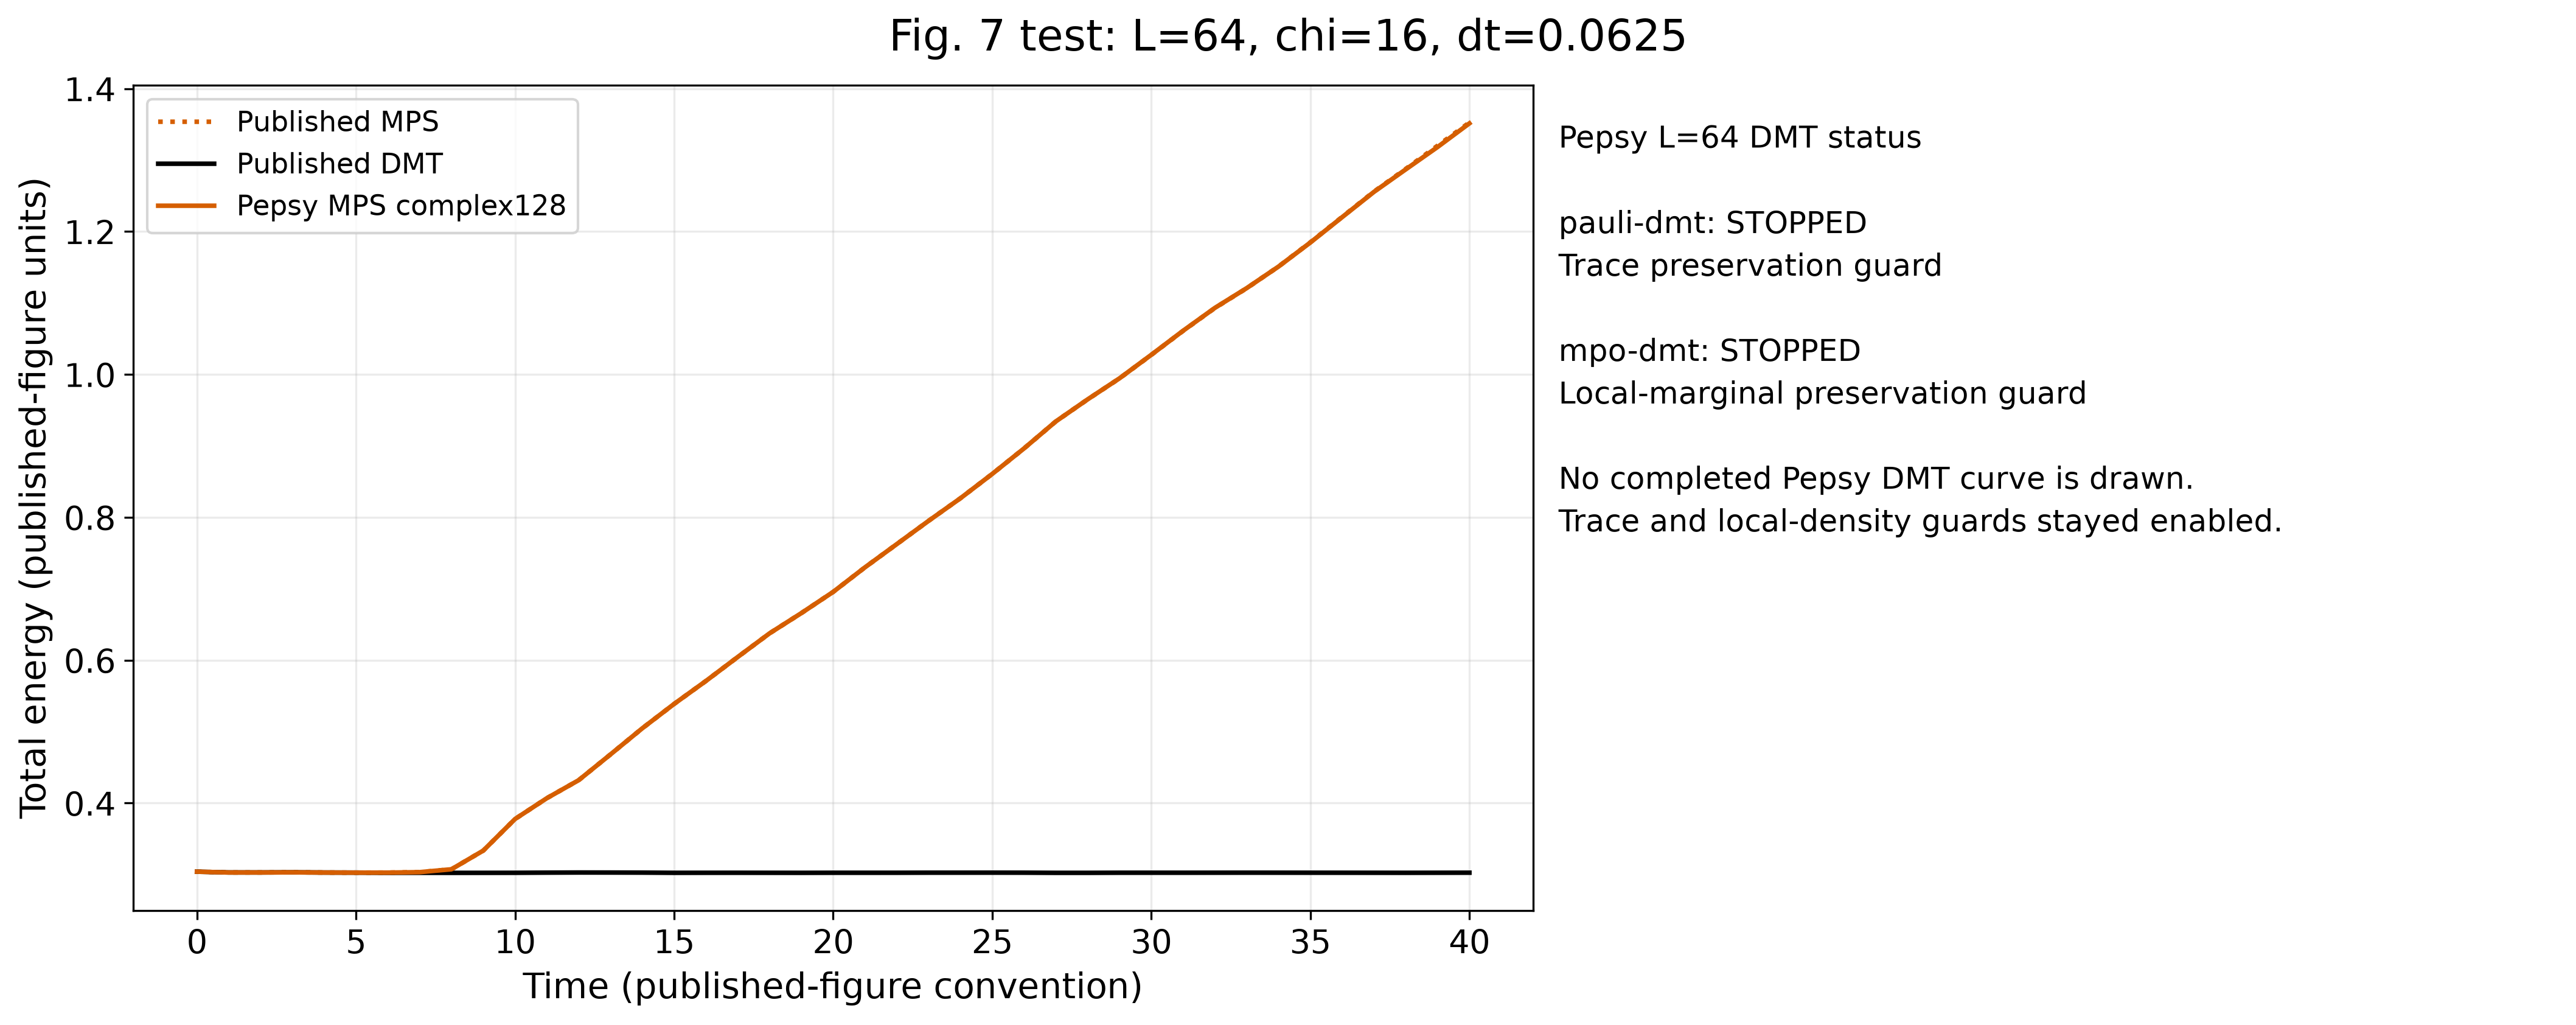 Fig. 7 test: L=64, chi=16, dt=0.0625
Total energy (published-figure units)
1.4
1.2
1.0
0.8
0.6
0.4
Published MPS
Published DMT
Pepsy MPS complex128
0 5 10 15 20 25 30 35 40
Time (published-figure convention)
Pepsy L=64 DMT status
pauli-dmt: STOPPED
Trace preservation guard
mpo-dmt: STOPPED
Local-marginal preservation guard
No completed Pepsy DMT curve is drawn.
Trace and local-density guards stayed enabled.